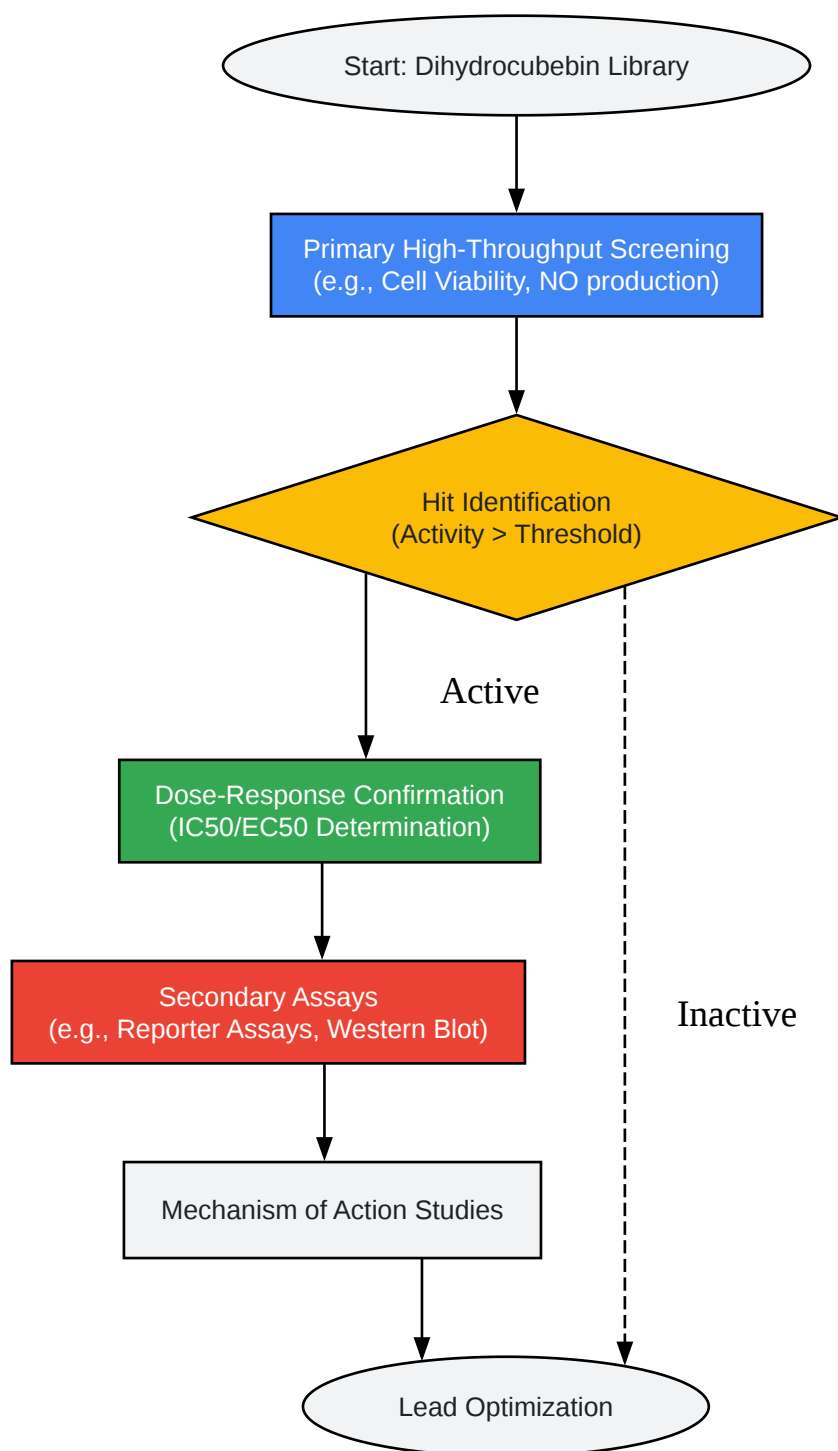 Start: Dihydrocubebin Library
Primary High-Throughput Screening
(e.g., Cell Viability, NO production)
Hit Identification
(Activity > Threshold)
Active
Dose-Response Confirmation
(IC50/EC50 Determination)
Secondary Assays
(e.g., Reporter Assays, Western Blot)
Inactive
Mechanism of Action Studies
Lead Optimization